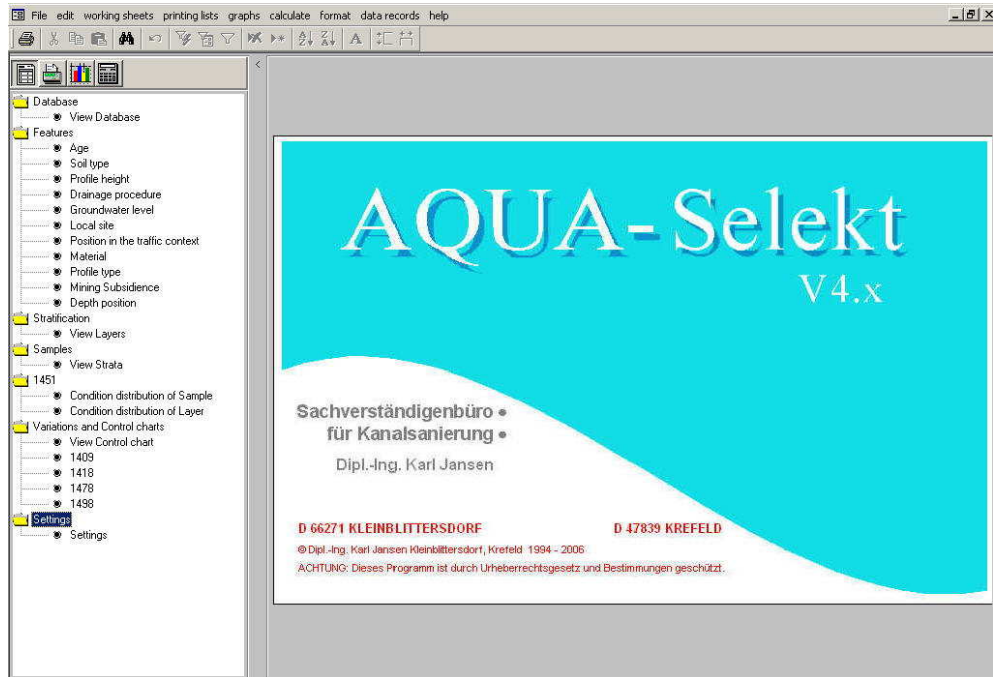 File edit working sheets printing lists graphs calculate format data records help
Database
View Database
Features
Age
Soil type
Profile height
Drainage procedure
Groundwater level
Local site
Position in the traffic context
Material
Profile type
Mining Subsidience
Depth position
Stratification
View Layers
Samples
View Strata
1451
Condition distribution of Sample
Condition distribution of Layer
Variations and Control charts
View Control chart
1409
1418
1478
1498
Settings
Settings
AQUA-Selekt
V4.x
Sachverständigenbüro •
für Kanalsanierung •
Dipl.-Ing. Karl Jansen
D 66271 KLEINBLITTERSDORF D 47839 KREFELD
© Dipl.-Ing. Karl Jansen Kleinblittersdorf, Krefeld 1994 - 2006
ACHTUNG: Dieses Programm ist durch Urheberrechtsgesetz und Bestimmungen geschützt.